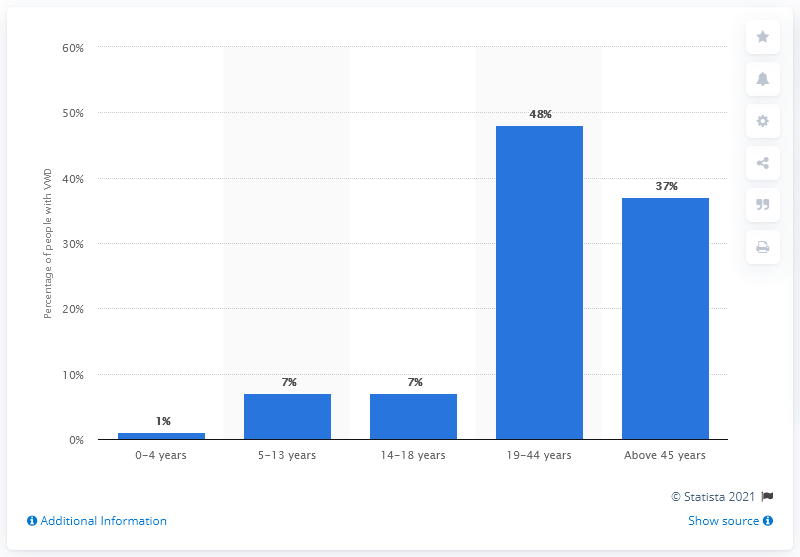 60%
50%
40%
30%
20%
10%
0%
Percentage of people with VWD
1%
7%
7%
48%
37%
0-4 years
5-13 years
14-18 years
19-44 years
Above 45 years
© Statista 2021
Additional Information
Show source